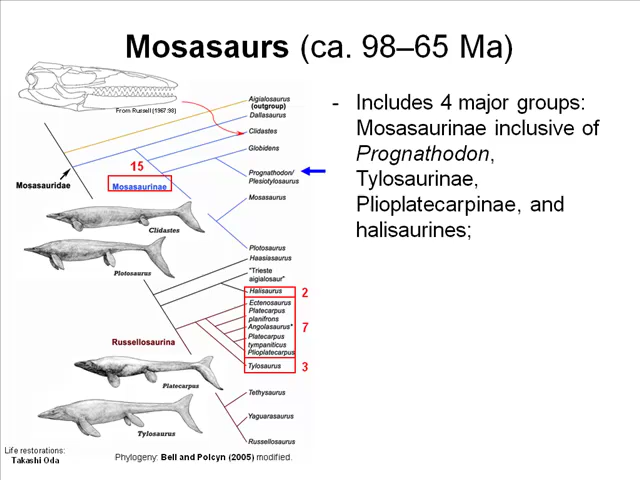 Mosasaurs (ca. 98–65 Ma)
From Russell (1967:98)
Aigialosaurus
(outgroup)
Dallasaurus
Clidastes
Globidens
15
Prognathodon/
Plesiotylosaurus
Mosasauridae
Mosasaurinae
Mosasaurus
Clidastes
Plotosaurus
Haasiasaurus
Plotosaurus
"Trieste
aigialosaur"
Halisaurus
2
Ectenosaurus
Platecarpus
planifrons
Angolasaurus*
7
Platecarpus
tympaniticus
Plioplatecarpus
Russellosaurina
Tylosaurus
3
Platecarpus
Tethysaurus
Yaguarasaurus
Tylosaurus
Russellosaurus
Life restorations:
Takashi Oda
Phylogeny: Bell and Polcyn (2005) modified.
- Includes 4 major groups:
Mosasaurinae inclusive of
Prognathodon,
Tylosaurinae,
Plioplatecarpinae, and
halisaurines;